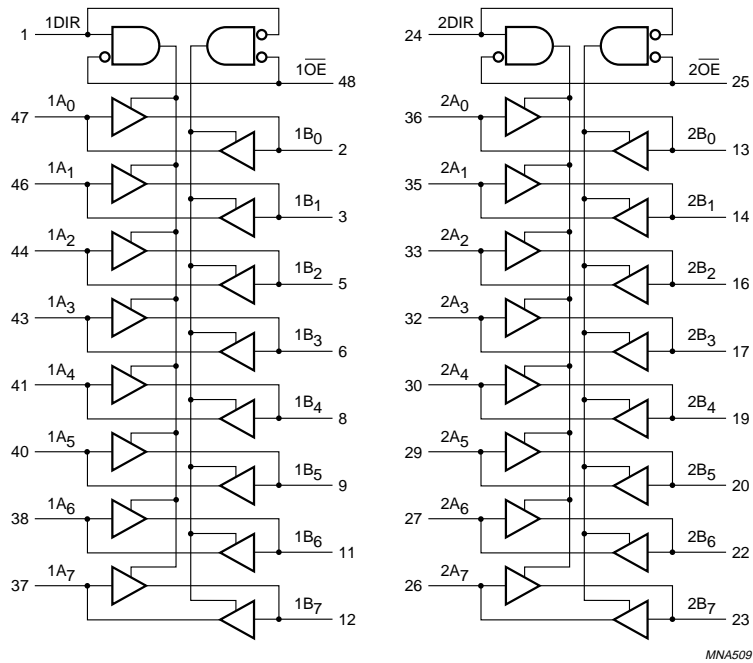 1 1DIR
1OE
48
47 1A0
1B0
2
46 1A1
1B1
3
44 1A2
1B2
5
43 1A3
1B3
6
41 1A4
1B4
8
40 1A5
1B5
9
38 1A6
1B6
11
37 1A7
1B7
12
24 2DIR
2OE
25
36 2A0
2B0
13
35 2A1
2B1
14
33 2A2
2B2
16
32 2A3
2B3
17
30 2A4
2B4
19
29 2A5
2B5
20
27 2A6
2B6
22
26 2A7
2B7
23
MNA509